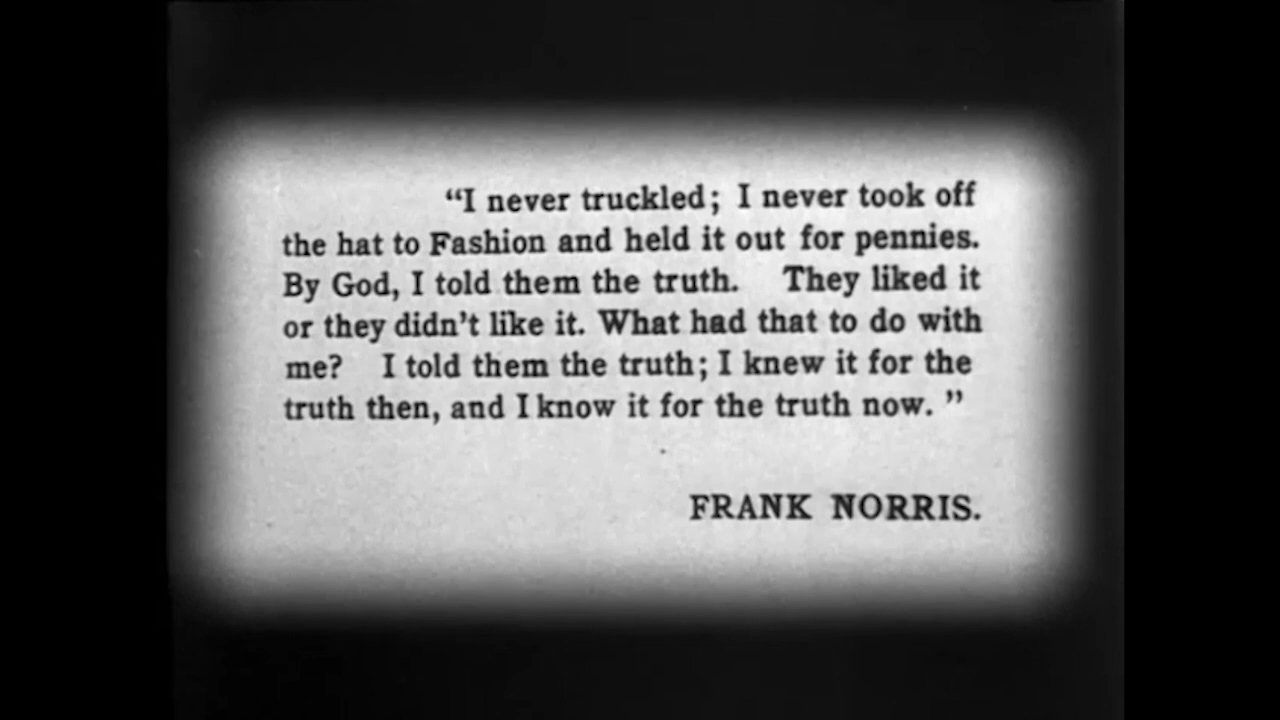 “I never truckled; I never took off
the hat to Fashion and held it out for pennies.
By God, I told them the truth. They liked it
or they didn’t like it. What had that to do with
me? I told them the truth; I knew it for the
truth then, and I know it for the truth now. ”
FRANK NORRIS.